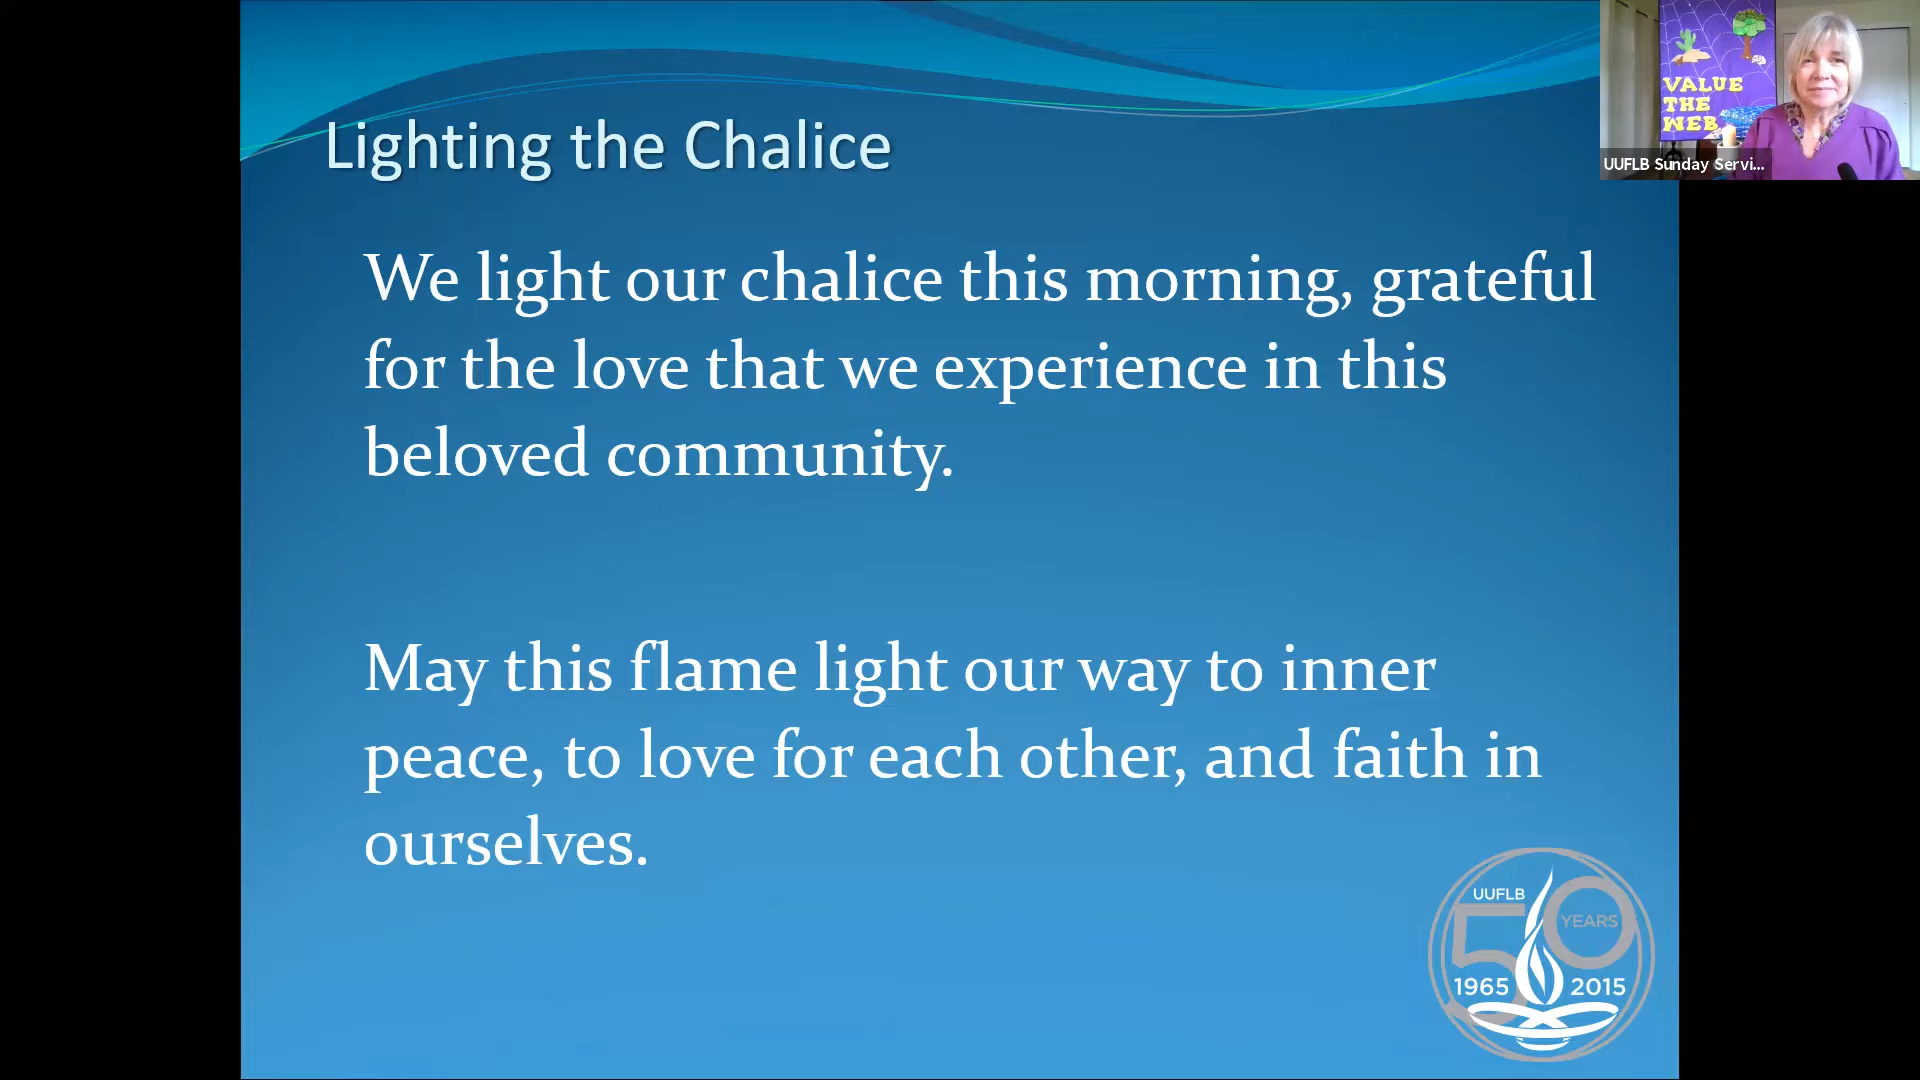 Lighting the Chalice
We light our chalice this morning, grateful
for the love that we experience in this
beloved community.
May this flame light our way to inner
peace, to love for each other, and faith in
ourselves.
UUFLB
50
YEARS
1965 2015
VALUE
THE
WEB
UUFLB Sunday Servi...